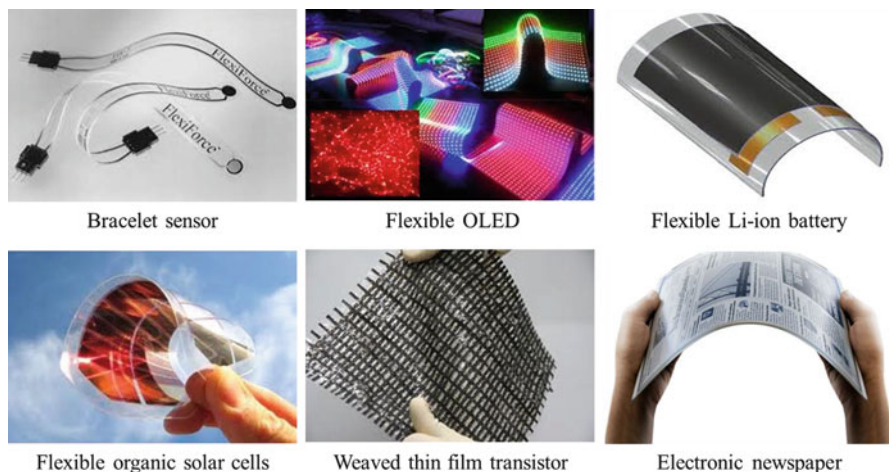 FlexiForce
FlexiForce
FlexiForce
Bracelet sensor
Flexible OLED
Flexible Li-ion battery
Flexible organic solar cells
Weaved thin film transistor
Electronic newspaper